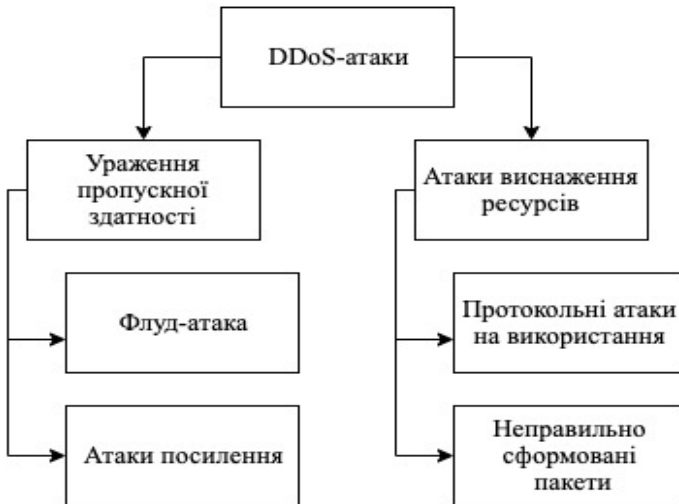 DDoS-атаки
Ураження
пропускної
здатності
Флуд-атака
Атаки посилення
Атаки виснаження
ресурсів
Протокольні атаки
на використання
Неправильно
сформовані
пакети